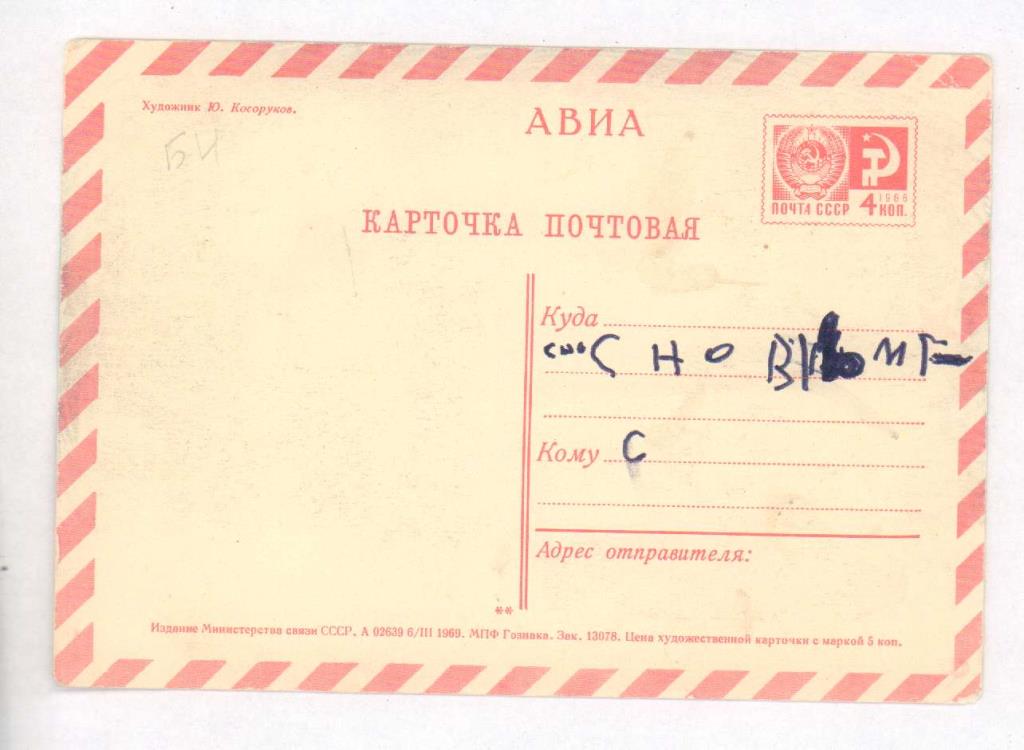 Художник Ю. Косоруков.
АВИА
БИ
1966
ПОЧТА СССР 4 КОП.
КАРТОЧКА ПОЧТОВАЯ
Куда
С Н О В
Кому С
Адрес отправителя:
**
Издание Министерства связи СССР. А 02639 6/III 1969. МПФ Гознака. Зак. 13078. Цена художественной карточки с маркой 5 коп.